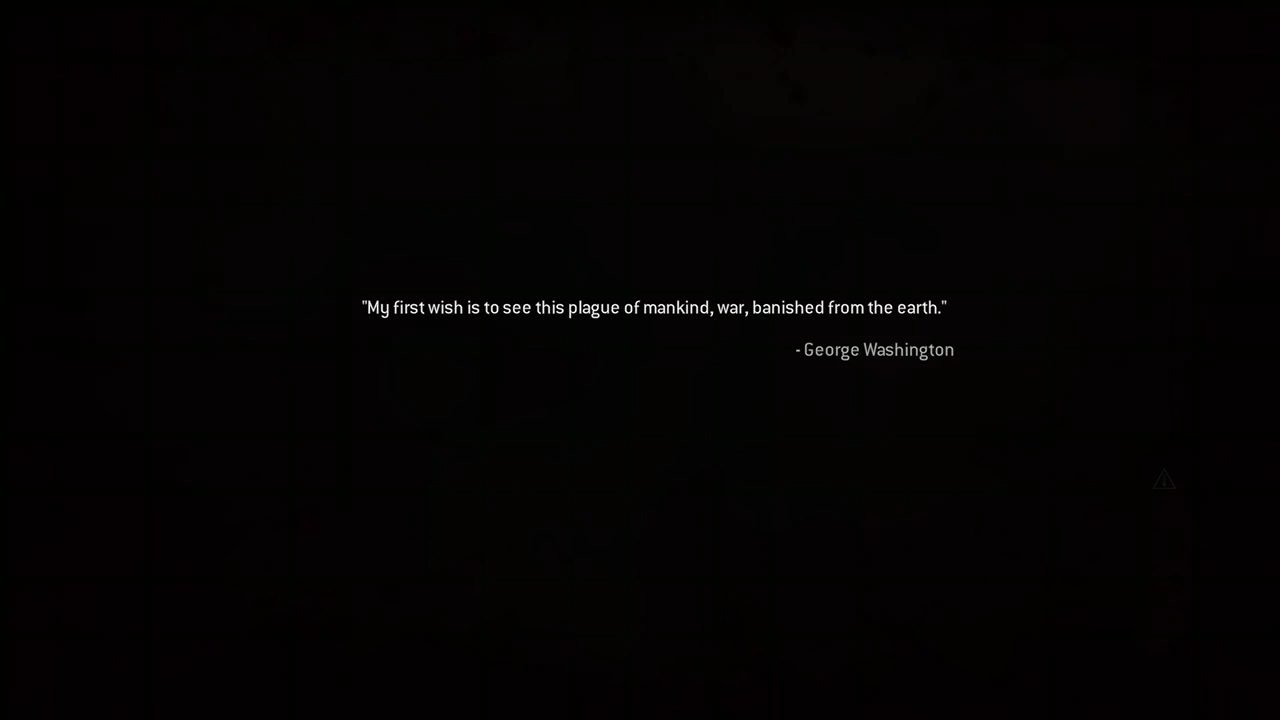 "My first wish is to see this plague of mankind, war, banished from the earth."
- George Washington